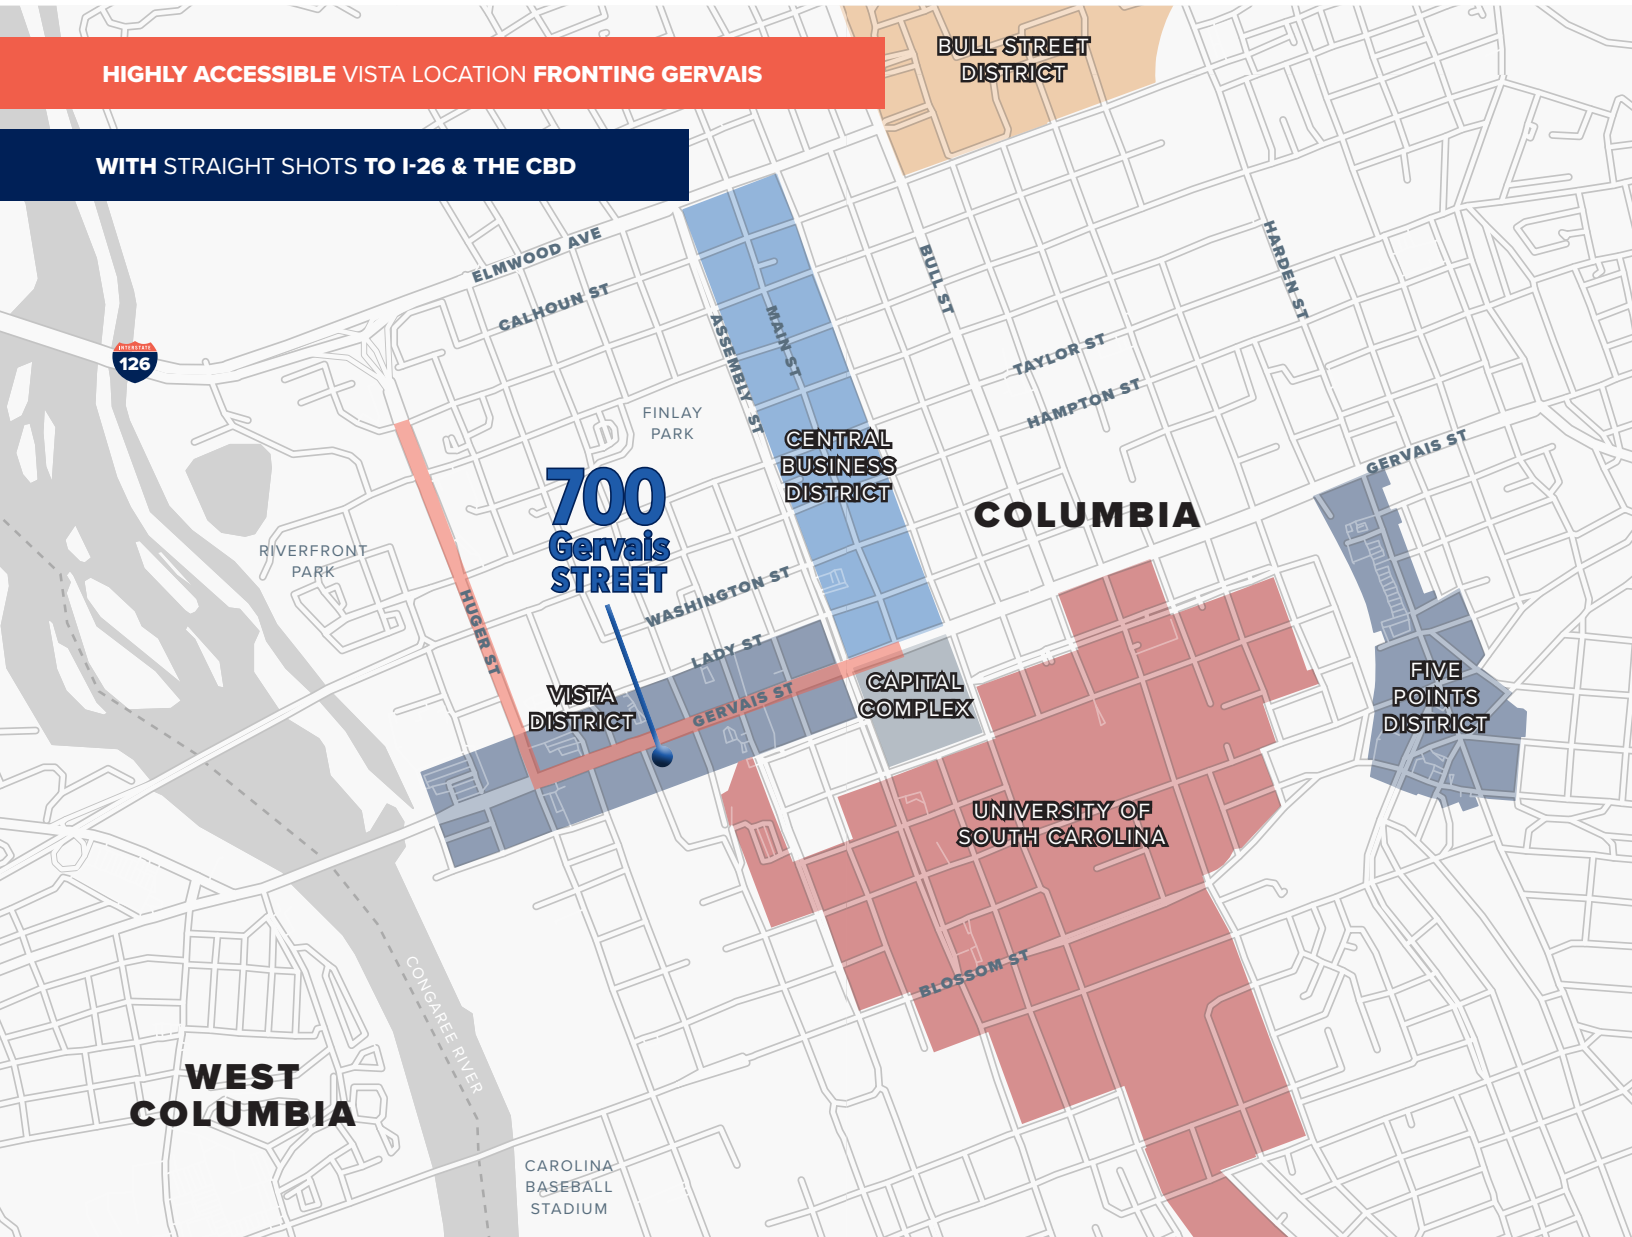 BULL STREET
DISTRICT
HIGHLY ACCESSIBLE VISTA LOCATION FRONTING GERVAIS
WITH STRAIGHT SHOTS TO I-26 & THE CBD
ELMWOOD AVE
CALHOUN ST
BULL ST
HARDEN ST
ASSEMBLY ST
MAIN ST
TAYLOR ST
HAMPTON ST
INTERSTATE
126
FINLAY
PARK
CENTRAL
BUSINESS
DISTRICT
GERVAIS ST
COLUMBIA
700
Gervais
STREET
RIVERFRONT
PARK
WASHINGTON ST
HUGER ST
LADY ST
VISTA
DISTRICT
GERVAIS ST
CAPITAL
COMPLEX
FIVE
POINTS
DISTRICT
UNIVERSITY OF
SOUTH CAROLINA
BLOSSOM ST
CONGAREE RIVER
WEST
COLUMBIA
CAROLINA
BASEBALL
STADIUM